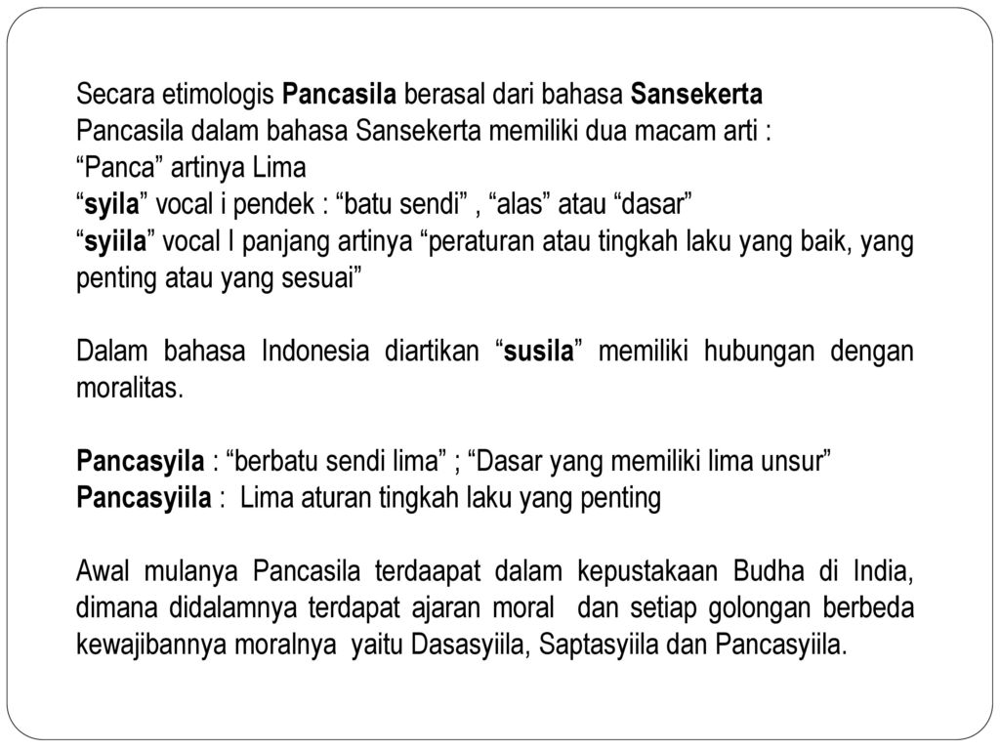 Secara etimologis Pancasila berasal dari bahasa Sansekerta
Pancasila dalam bahasa Sansekerta memiliki dua macam arti :
“Panca” artinya Lima
“syila” vocal i pendek : “batu sendi” , “alas” atau “dasar”
“syiila” vocal I panjang artinya “peraturan atau tingkah laku yang baik, yang
penting atau yang sesuai”
Dalam bahasa Indonesia diartikan “susila” memiliki hubungan dengan
moralitas.
Pancasyila : “berbatu sendi lima” ; “Dasar yang memiliki lima unsur”
Pancasyiila : Lima aturan tingkah laku yang penting
Awal mulanya Pancasila terdaapat dalam kepustakaan Budha di India,
dimana didalamnya terdapat ajaran moral dan setiap golongan berbeda
kewajibannya moralnya yaitu Dasasyiila, Saptasyiila dan Pancasyiila.